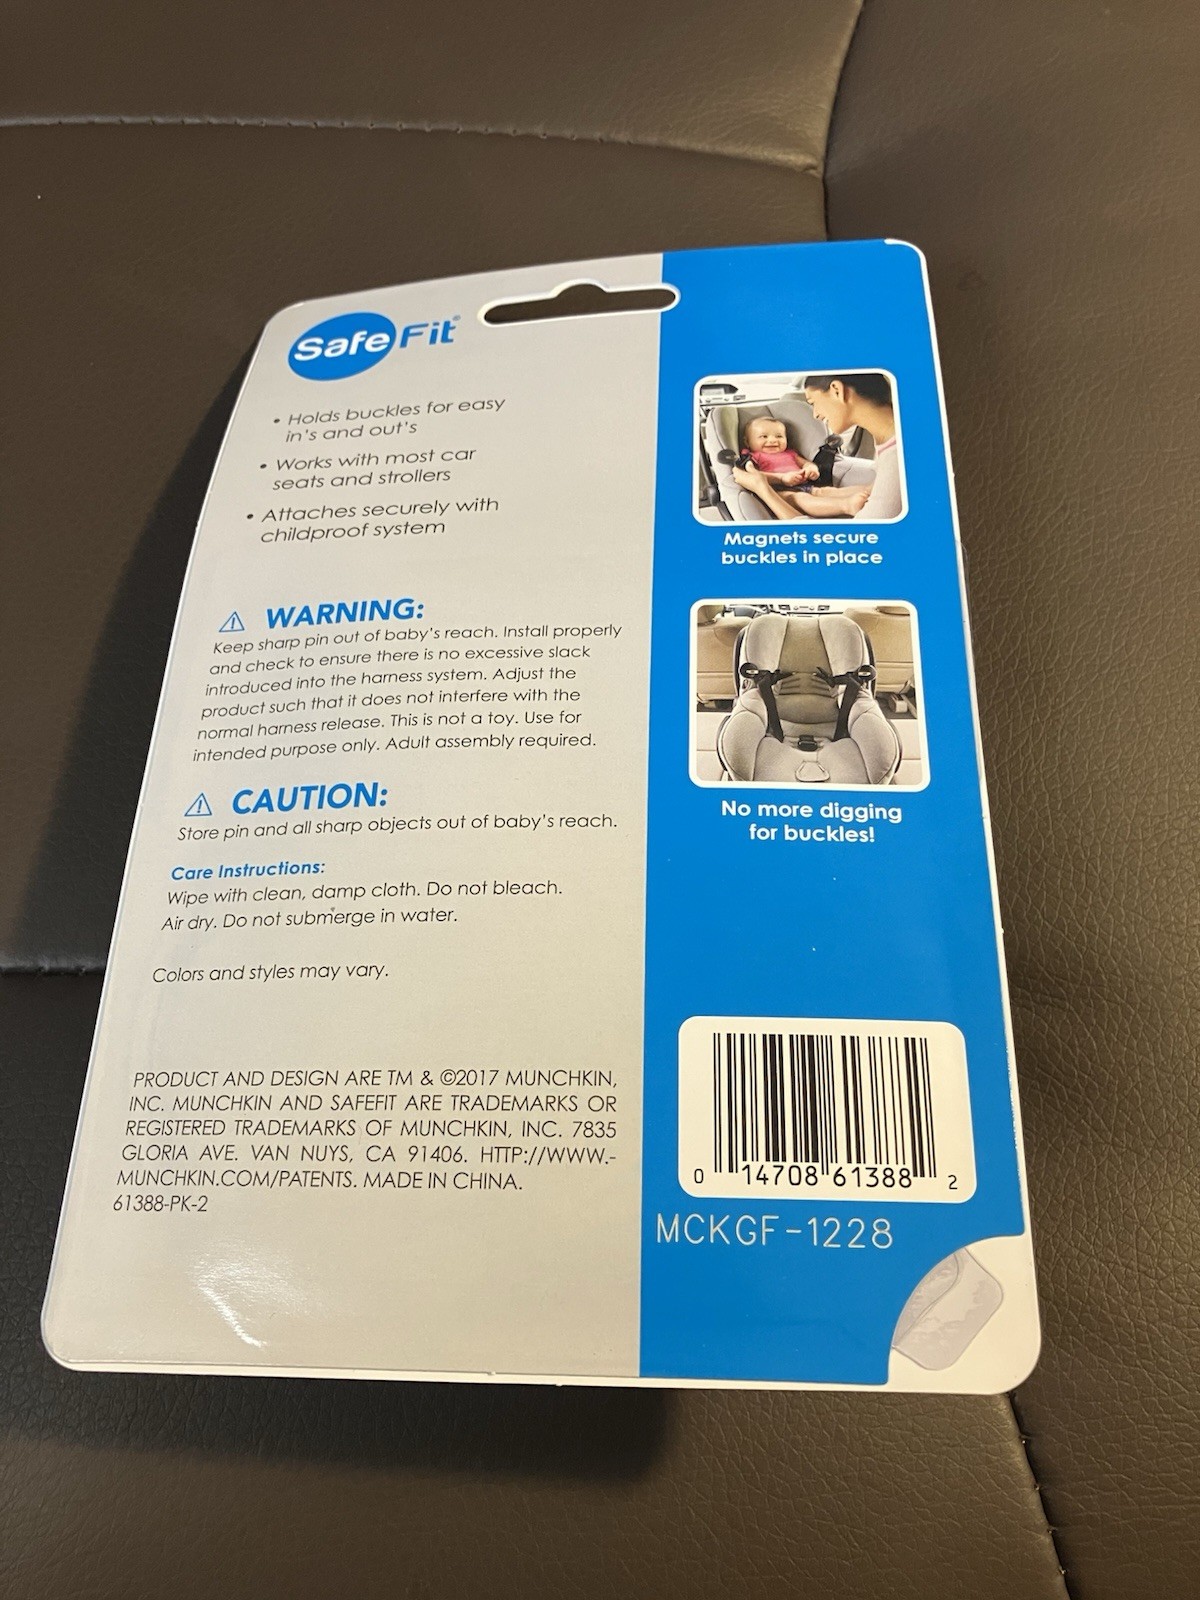 SafeFit®
• Holds buckles for easy
in's and out's
• Works with most car
seats and strollers
• Attaches securely with
childproof system
⚠ WARNING:
Keep sharp pin out of baby's reach. Install properly
and check to ensure there is no excessive slack
introduced into the harness system. Adjust the
product such that it does not interfere with the
normal harness release. This is not a toy. Use for
intended purpose only. Adult assembly required.
⚠ CAUTION:
Store pin and all sharp objects out of baby's reach.
Care Instructions:
Wipe with clean, damp cloth. Do not bleach.
Air dry. Do not submerge in water.
Colors and styles may vary.
PRODUCT AND DESIGN ARE TM & ©2017 MUNCHKIN,
INC. MUNCHKIN AND SAFEFIT ARE TRADEMARKS OR
REGISTERED TRADEMARKS OF MUNCHKIN, INC. 7835
GLORIA AVE. VAN NUYS, CA 91406. HTTP://WWW.-
MUNCHKIN.COM/PATENTS. MADE IN CHINA.
61388-PK-2
Magnets secure
buckles in place
No more digging
for buckles!
0 14708 61388 2
MCKGF-1228